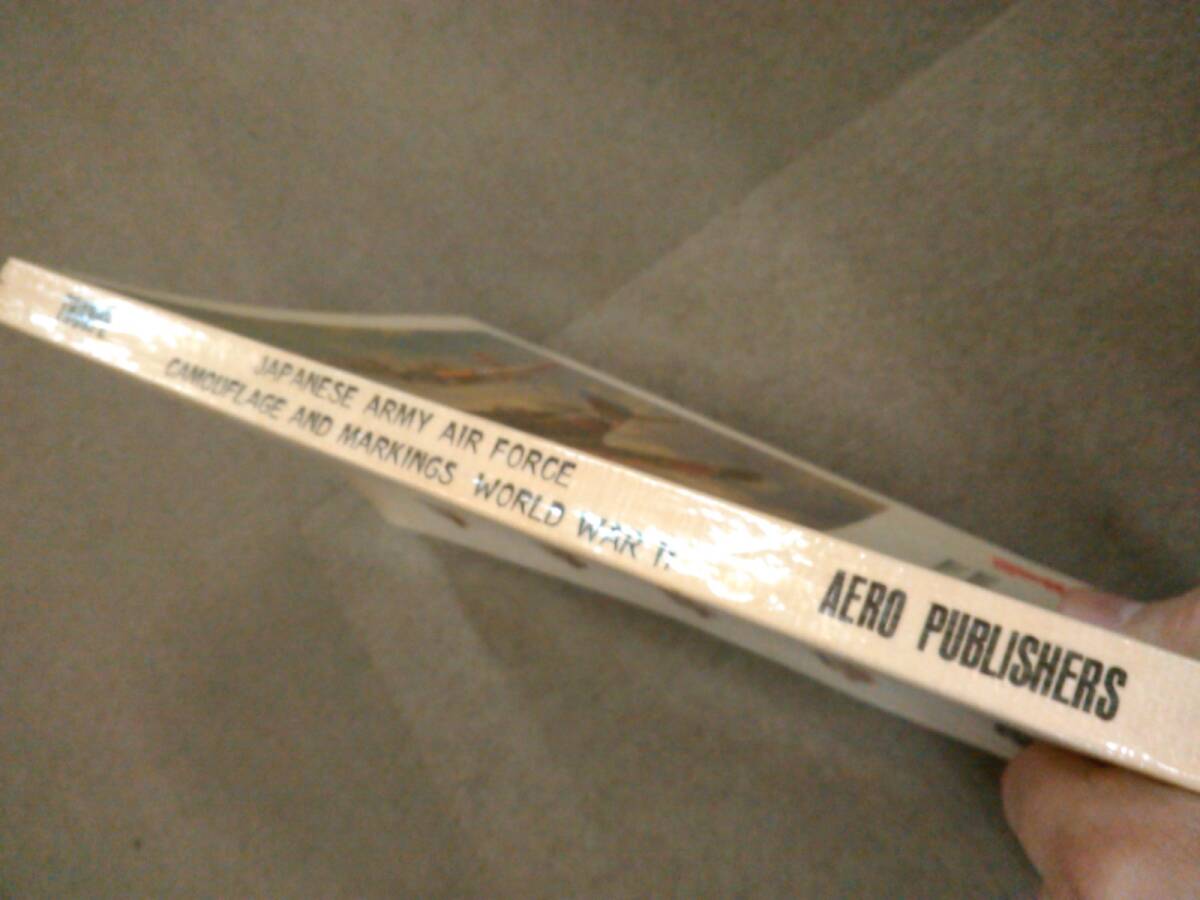 JAPANESE ARMY AIR FORCE
CAMOUFLAGE AND MARKINGS WORLD WAR II
AERO PUBLISHERS